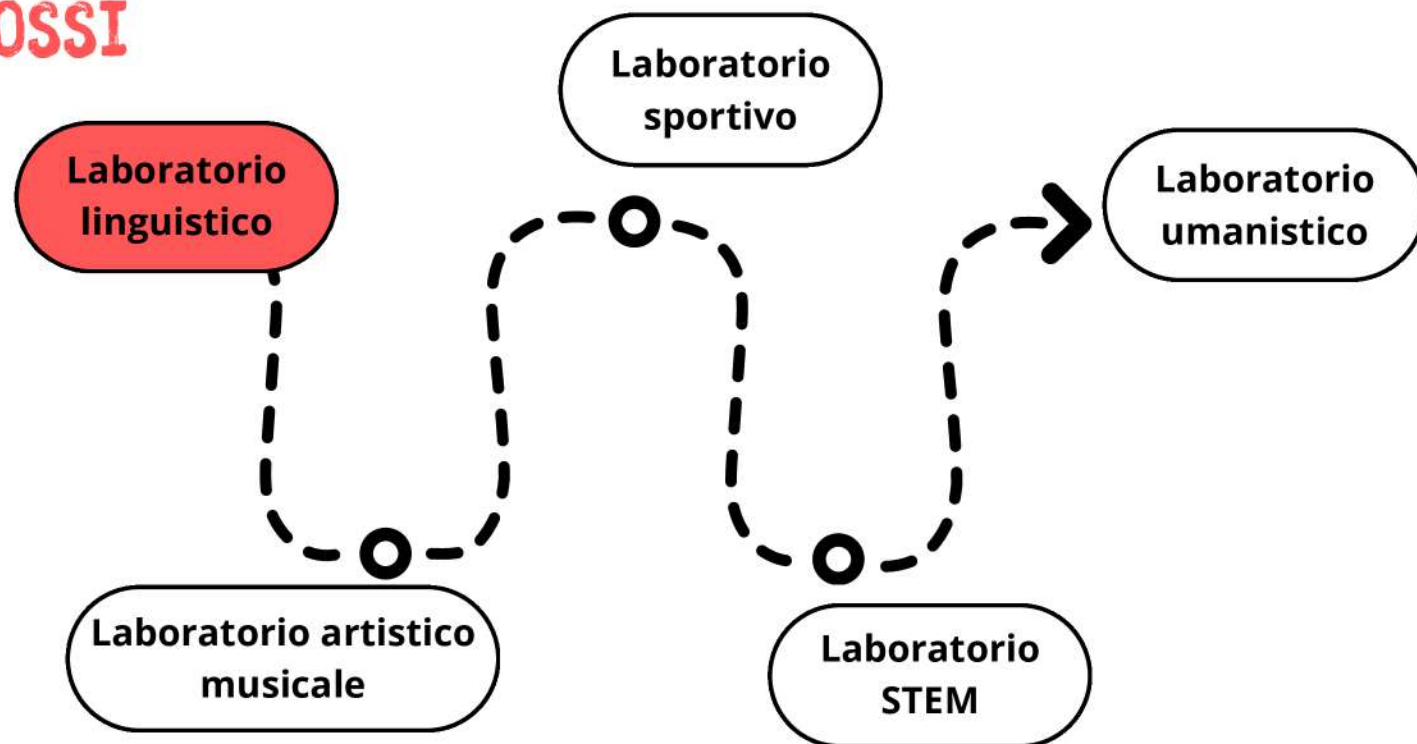 OSSI
Laboratorio
sportivo
Laboratorio
linguistico
Laboratorio
umanistico
Laboratorio artistico
musicale
Laboratorio
STEM